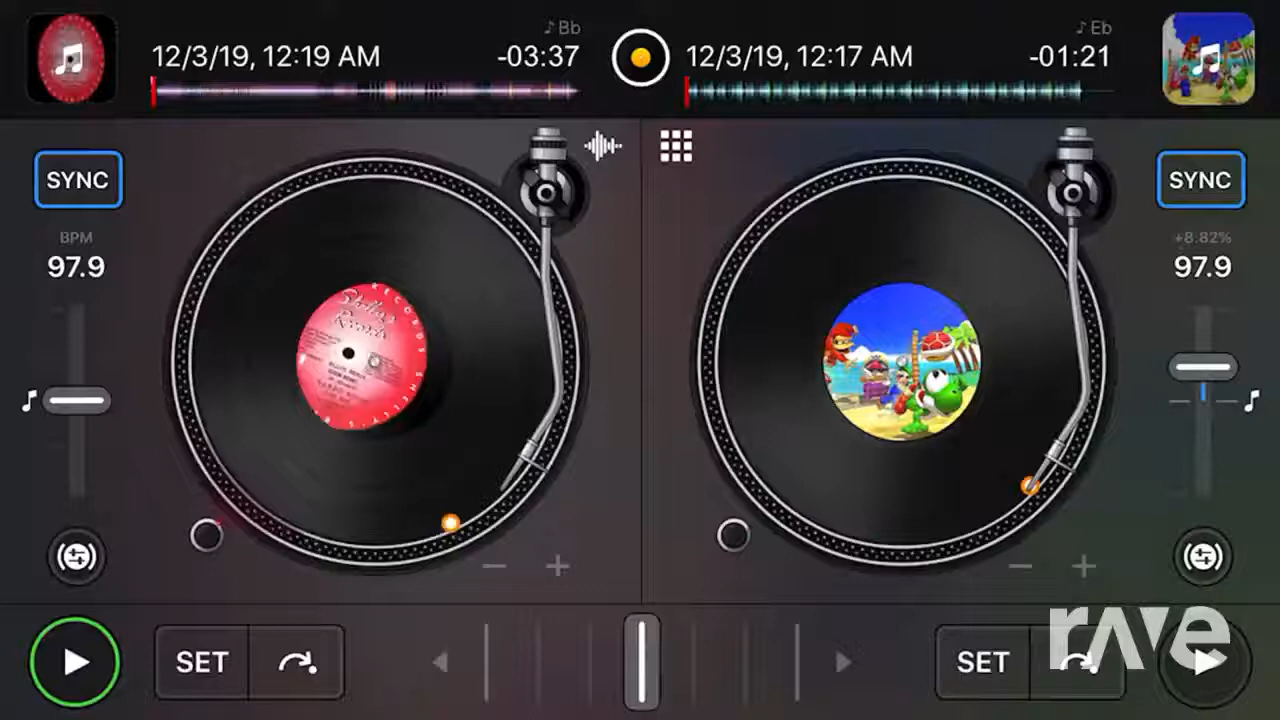 ♪Bb
12/3/19, 12:19 AM
-03:37
♪Eb
12/3/19, 12:17 AM
-01:21
SYNC
SYNC
BPM
97.9
+8.82%
97.9
RECORDS
SET
SET
rave